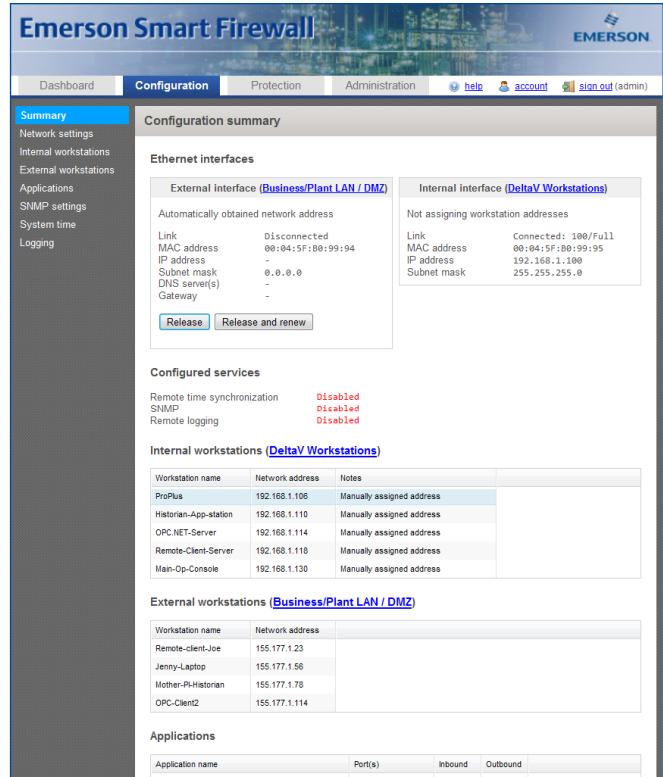 Emerson Smart Firewall
EMERSON
Dashboard Configuration Protection Administration help account sign out (admin)
Summary
Network settings
Internal workstations
External workstations
Applications
SNMP settings
System time
Logging
Configuration summary
Ethernet interfaces
External interface (Business/Plant LAN / DMZ)
Automatically obtained network address
Link Disconnected
MAC address 00:04:5F:B0:99:94
IP address -
Subnet mask 0.0.0.0
DNS server(s) -
Gateway -
Release Release and renew
Internal interface (DeltaV Workstations)
Not assigning workstation addresses
Link Connected: 100/Full
MAC address 00:04:5F:B0:99:95
IP address 192.168.1.100
Subnet mask 255.255.255.0
Configured services
Remote time synchronization Disabled
SNMP Disabled
Remote logging Disabled
Internal workstations (DeltaV Workstations)
Workstation name Network address Notes
ProPlus 192.168.1.106 Manually assigned address
Historian-App-station 192.168.1.110 Manually assigned address
OPC.NET-Server 192.168.1.114 Manually assigned address
Remote-Client-Server 192.168.1.118 Manually assigned address
Main-Op-Console 192.168.1.130 Manually assigned address
External workstations (Business/Plant LAN / DMZ)
Workstation name Network address
Remote-client-Joe 155.177.1.23
Jenny-Laptop 155.177.1.56
Mother-PI-Historian 155.177.1.78
OPC-Client2 155.177.1.114
Applications
Application name Port(s) Inbound Outbound